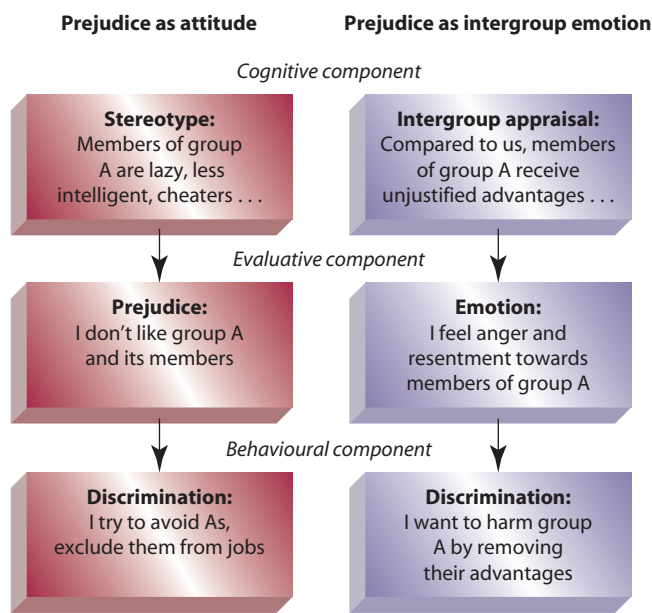 Prejudice as attitude
Prejudice as intergroup emotion
Cognitive component
Stereotype:
Members of group
A are lazy, less
intelligent, cheaters . . .
Intergroup appraisal:
Compared to us, members
of group A receive
unjustified advantages . . .
Evaluative component
Prejudice:
I don’t like group A
and its members
Emotion:
I feel anger and
resentment towards
members of group A
Behavioural component
Discrimination:
I try to avoid As,
exclude them from jobs
Discrimination:
I want to harm group
A by removing
their advantages